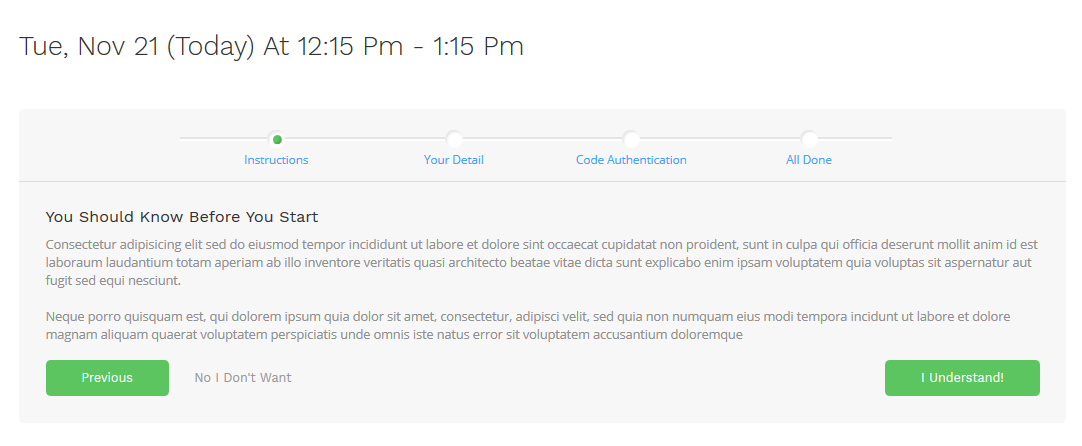 Tue, Nov 21 (Today) At 12:15 Pm - 1:15 Pm
Instructions
Your Detail
Code Authentication
All Done
You Should Know Before You Start
Consectetur adipisicing elit sed do eiusmod tempor incididunt ut labore et dolore sint occaecat cupidatat non proident, sunt in culpa qui officia deserunt mollit anim id est
laboraum laudantium totam aperiam ab illo inventore veritatis quasi architecto beatae vitae dicta sunt explicabo enim ipsam voluptatem quia voluptas sit aspernatur aut
fugit sed equi nesciunt.
Neque porro quisquam est, qui dolorem ipsum quia dolor sit amet, consectetur, adipisci velit, sed quia non numquam eius modi tempora incidunt ut labore et dolore
magnam aliquam quaerat voluptatem perspiciatis unde omnis iste natus error sit voluptatem accusantium doloremque
Previous
No I Don't Want
I Understand!